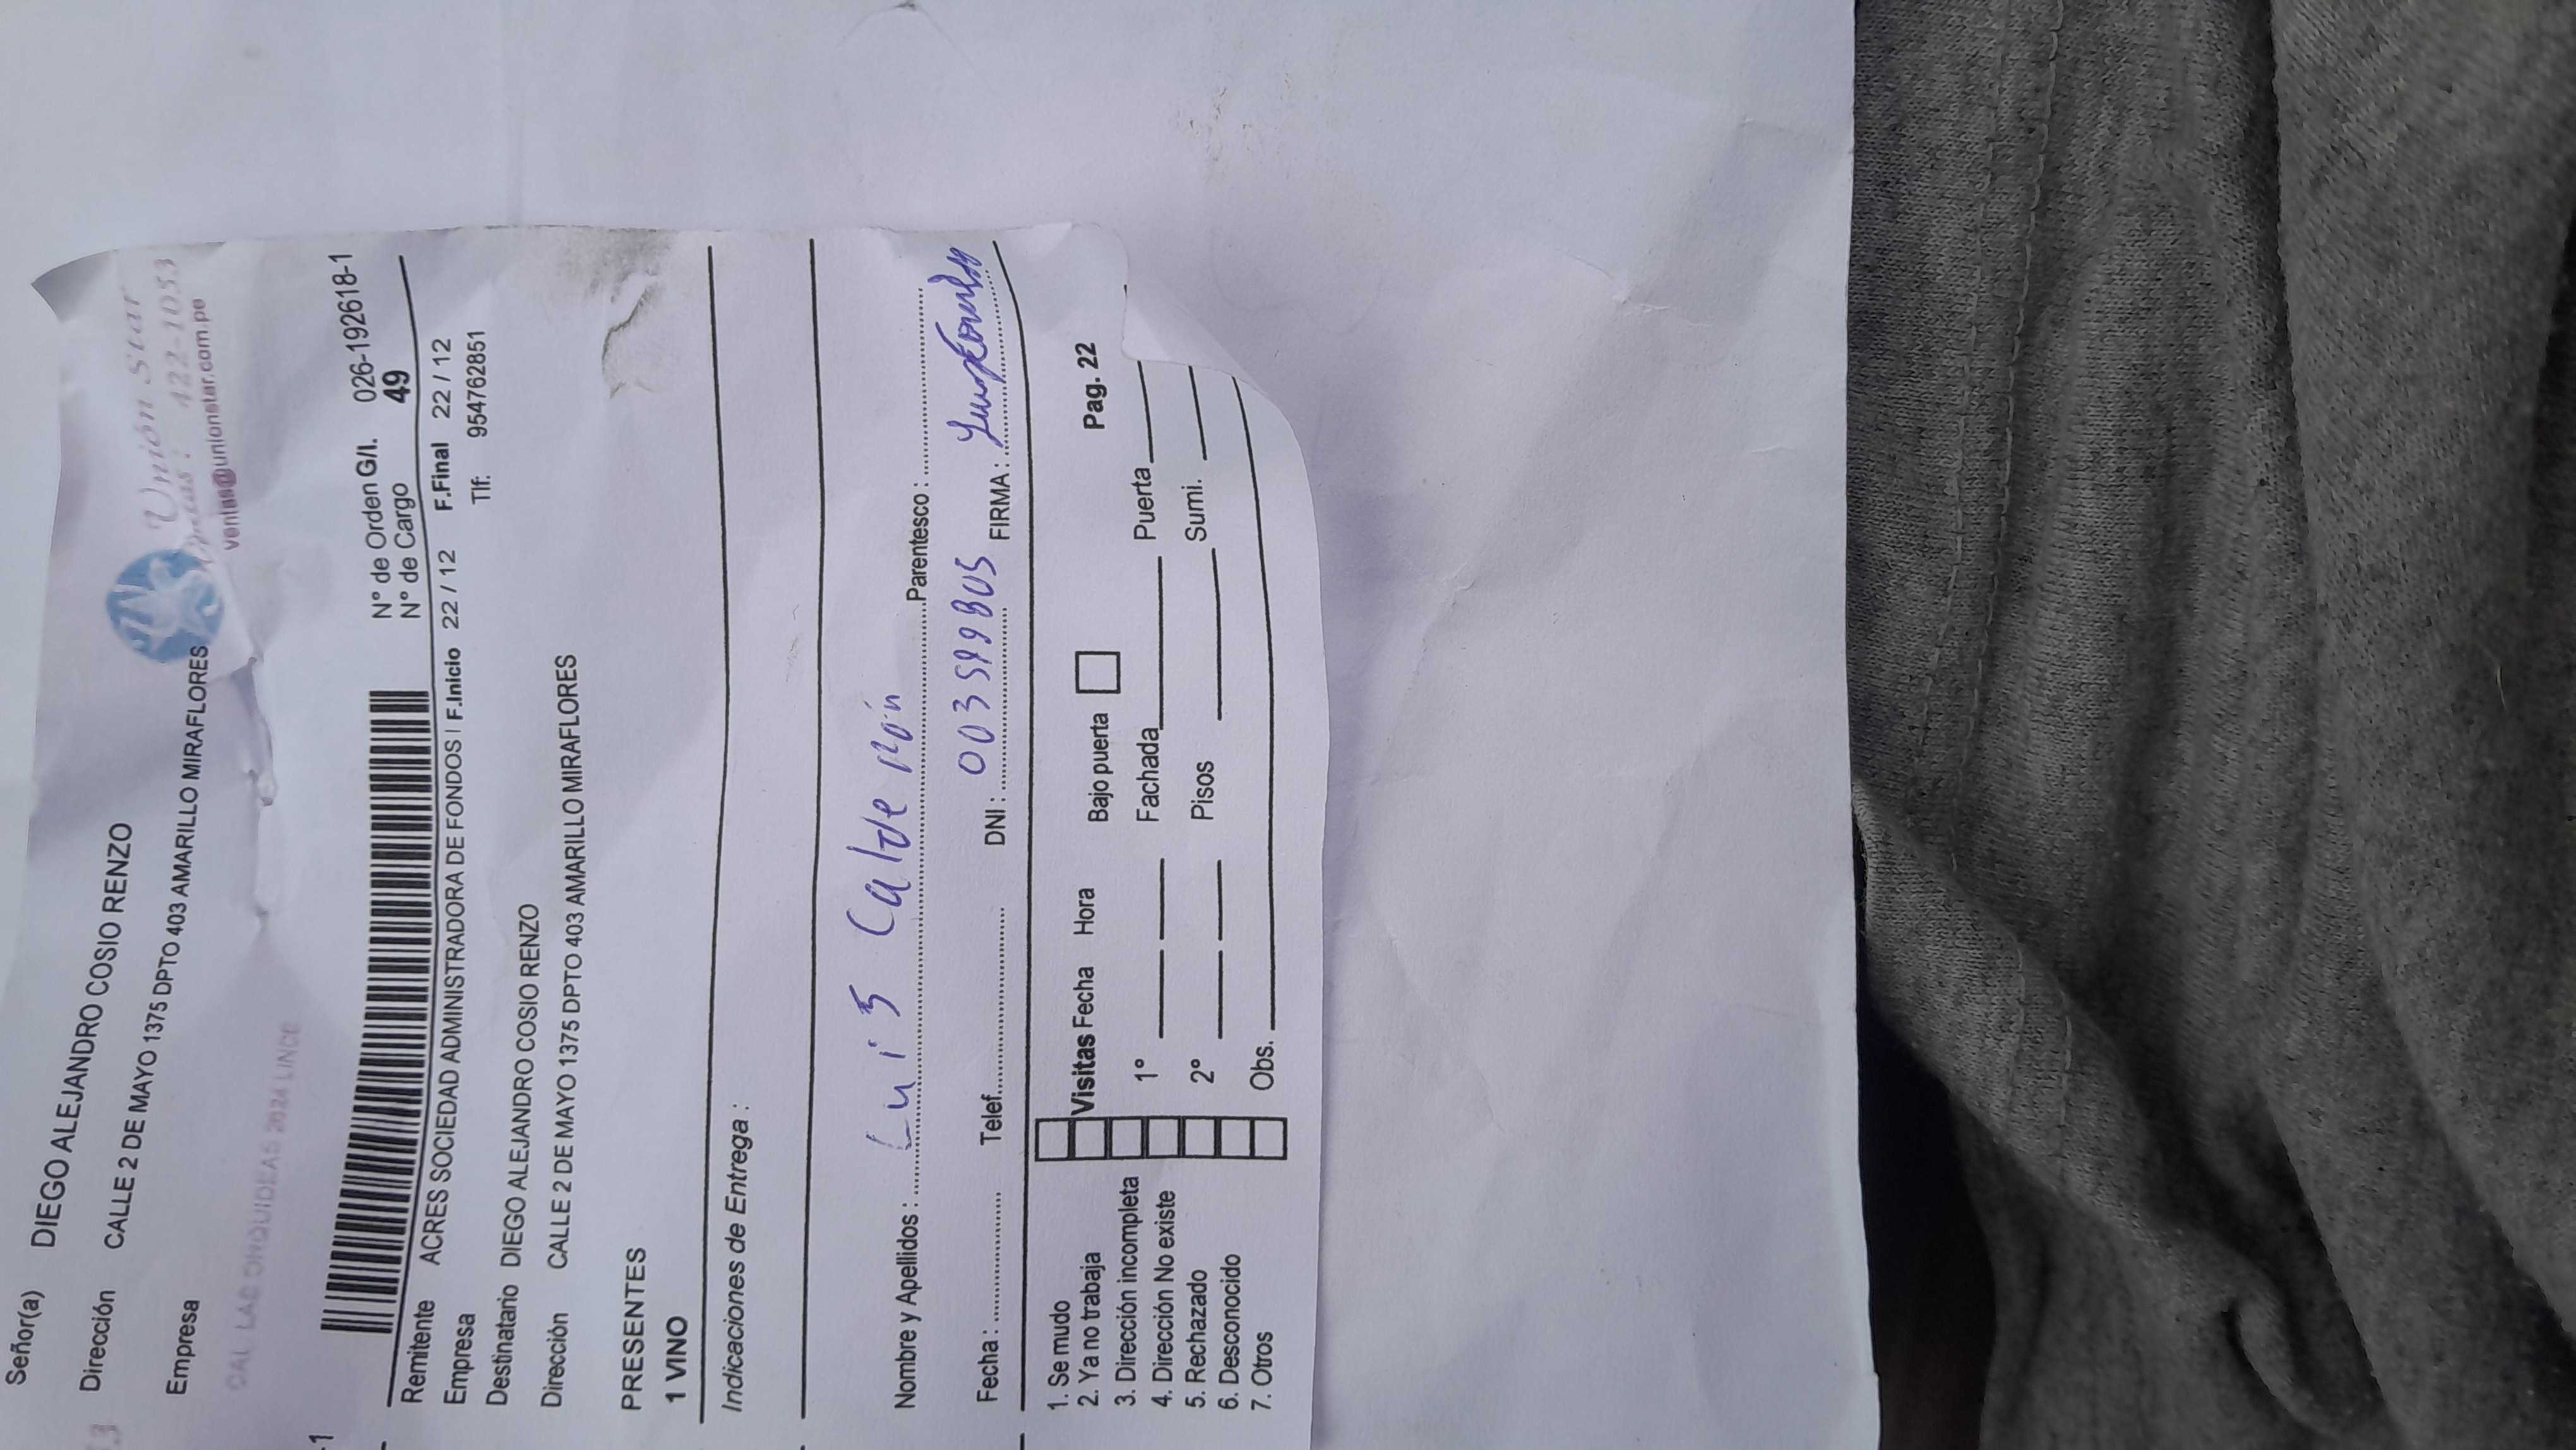 Señor(a) DIEGO ALEJANDRO COSIO RENZO
Dirección CALLE 2 DE MAYO 1375 DPTO 403 AMARILLO MIRAFLORES
Empresa
Unión Star
422-1053
ventas@unionstar.com.pe
2024 LINCE
N° de Orden G/I. 026-192618-1
N° de Cargo 49
Remitente ACRES SOCIEDAD ADMINISTRADORA DE FONDOS I F.Inicio 22 / 12 F.Final 22 / 12
Empresa Tlf: 954762851
Destinatario DIEGO ALEJANDRO COSIO RENZO
Dirección CALLE 2 DE MAYO 1375 DPTO 403 AMARILLO MIRAFLORES
PRESENTES
1 VINO
Indicaciones de Entrega :
Nombre y Apellidos : Luis Calderón Parentesco :
Fecha : Telef. DNI : FIRMA :
1. Se mudo
2. Ya no trabaja Visitas Fecha Hora Bajo puerta Pag. 22
3. Dirección incompleta 1° Fachada Puerta
4. Dirección No existe
5. Rechazado 2° Pisos Sumi.
6. Desconocido
7. Otros Obs.